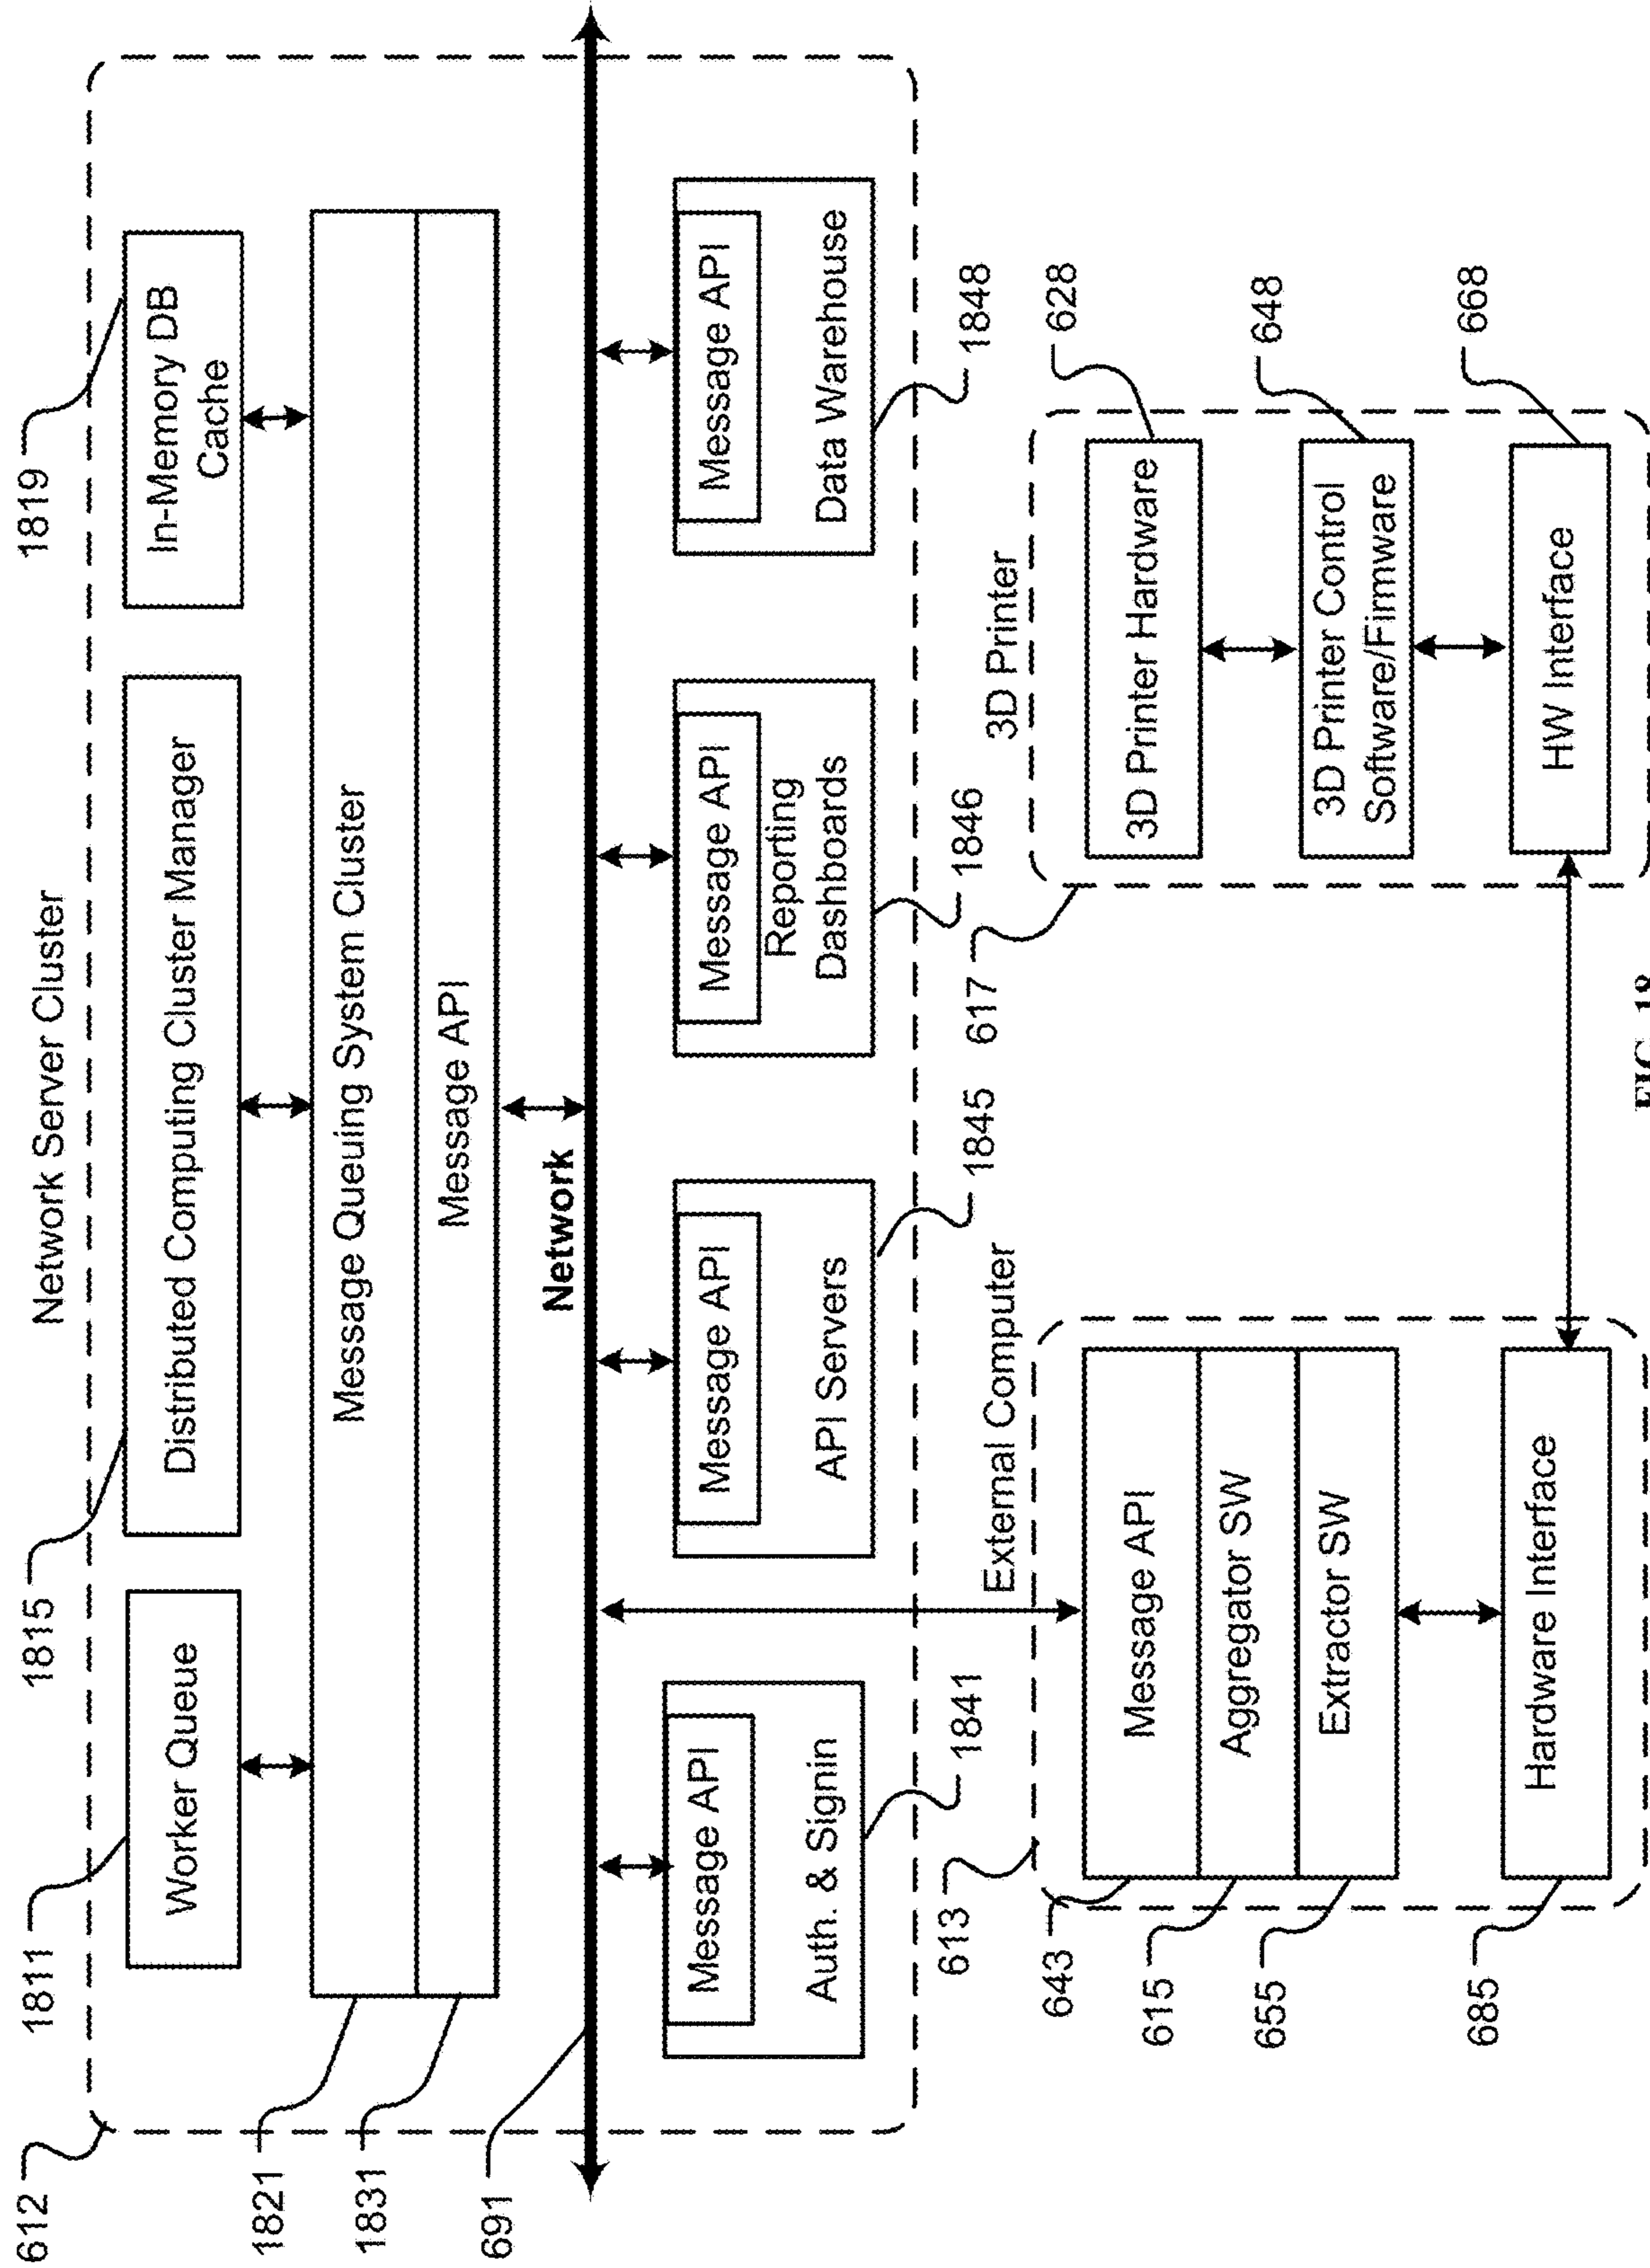 Network Server Cluster
612
1811
1815
1819
Worker Queue
Distributed Computing Cluster Manager
In-Memory DB
Cache
1821
Message Queuing System Cluster
1831
Message API
691
Network
Message API
Auth. & Signin
1841
Message API
API Servers
1845
Message API
Reporting
Dashboards
1846
Message API
Data Warehouse
1848
External Computer
613
643
Message API
615
Aggregator SW
655
Extractor SW
685
Hardware Interface
3D Printer
617
3D Printer Hardware
628
3D Printer Control
Software/Firmware
648
HW Interface
668
FIG. 18